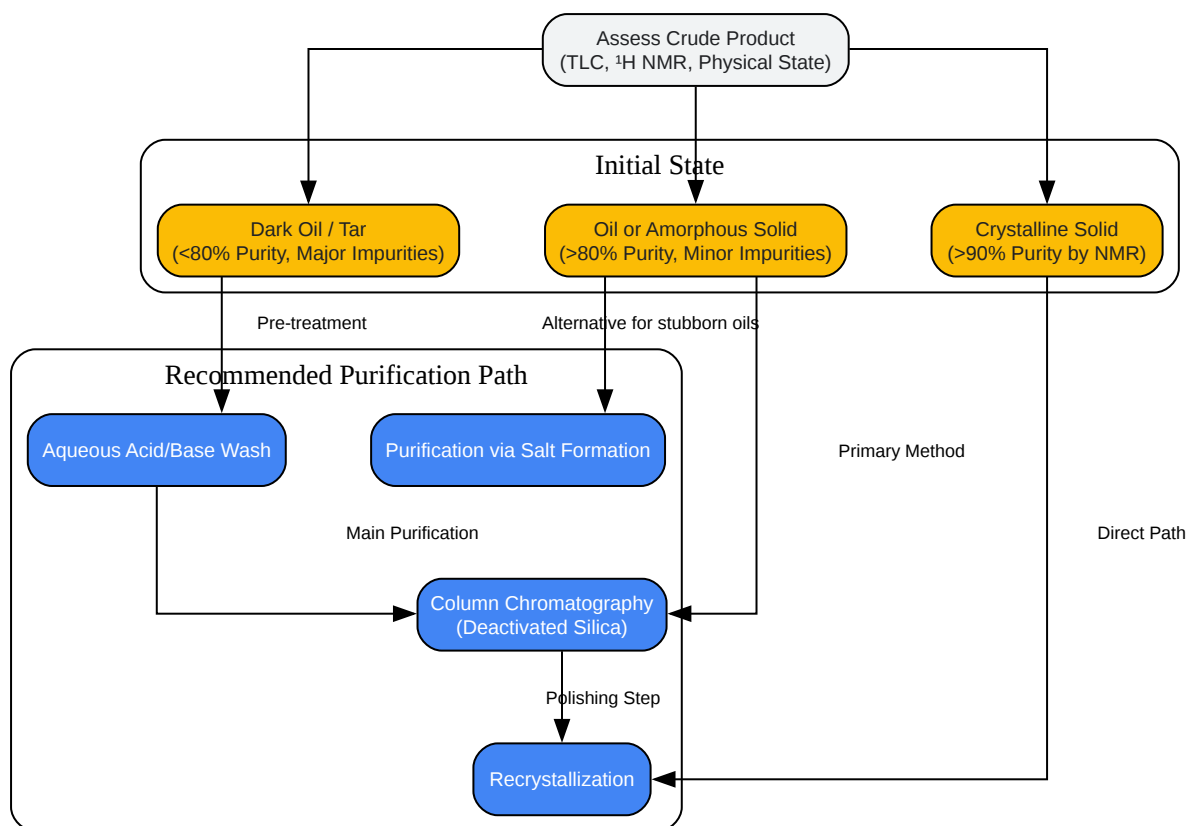 Assess Crude Product
(TLC, ¹H NMR, Physical State)
Initial State
Dark Oil / Tar
(<80% Purity, Major Impurities)
Oil or Amorphous Solid
(>80% Purity, Minor Impurities)
Crystalline Solid
(>90% Purity by NMR)
Pre-treatment
Alternative for stubborn oils
Recommended Purification Path
Aqueous Acid/Base Wash
Purification via Salt Formation
Primary Method
Main Purification
Direct Path
Column Chromatography
(Deactivated Silica)
Polishing Step
Recrystallization